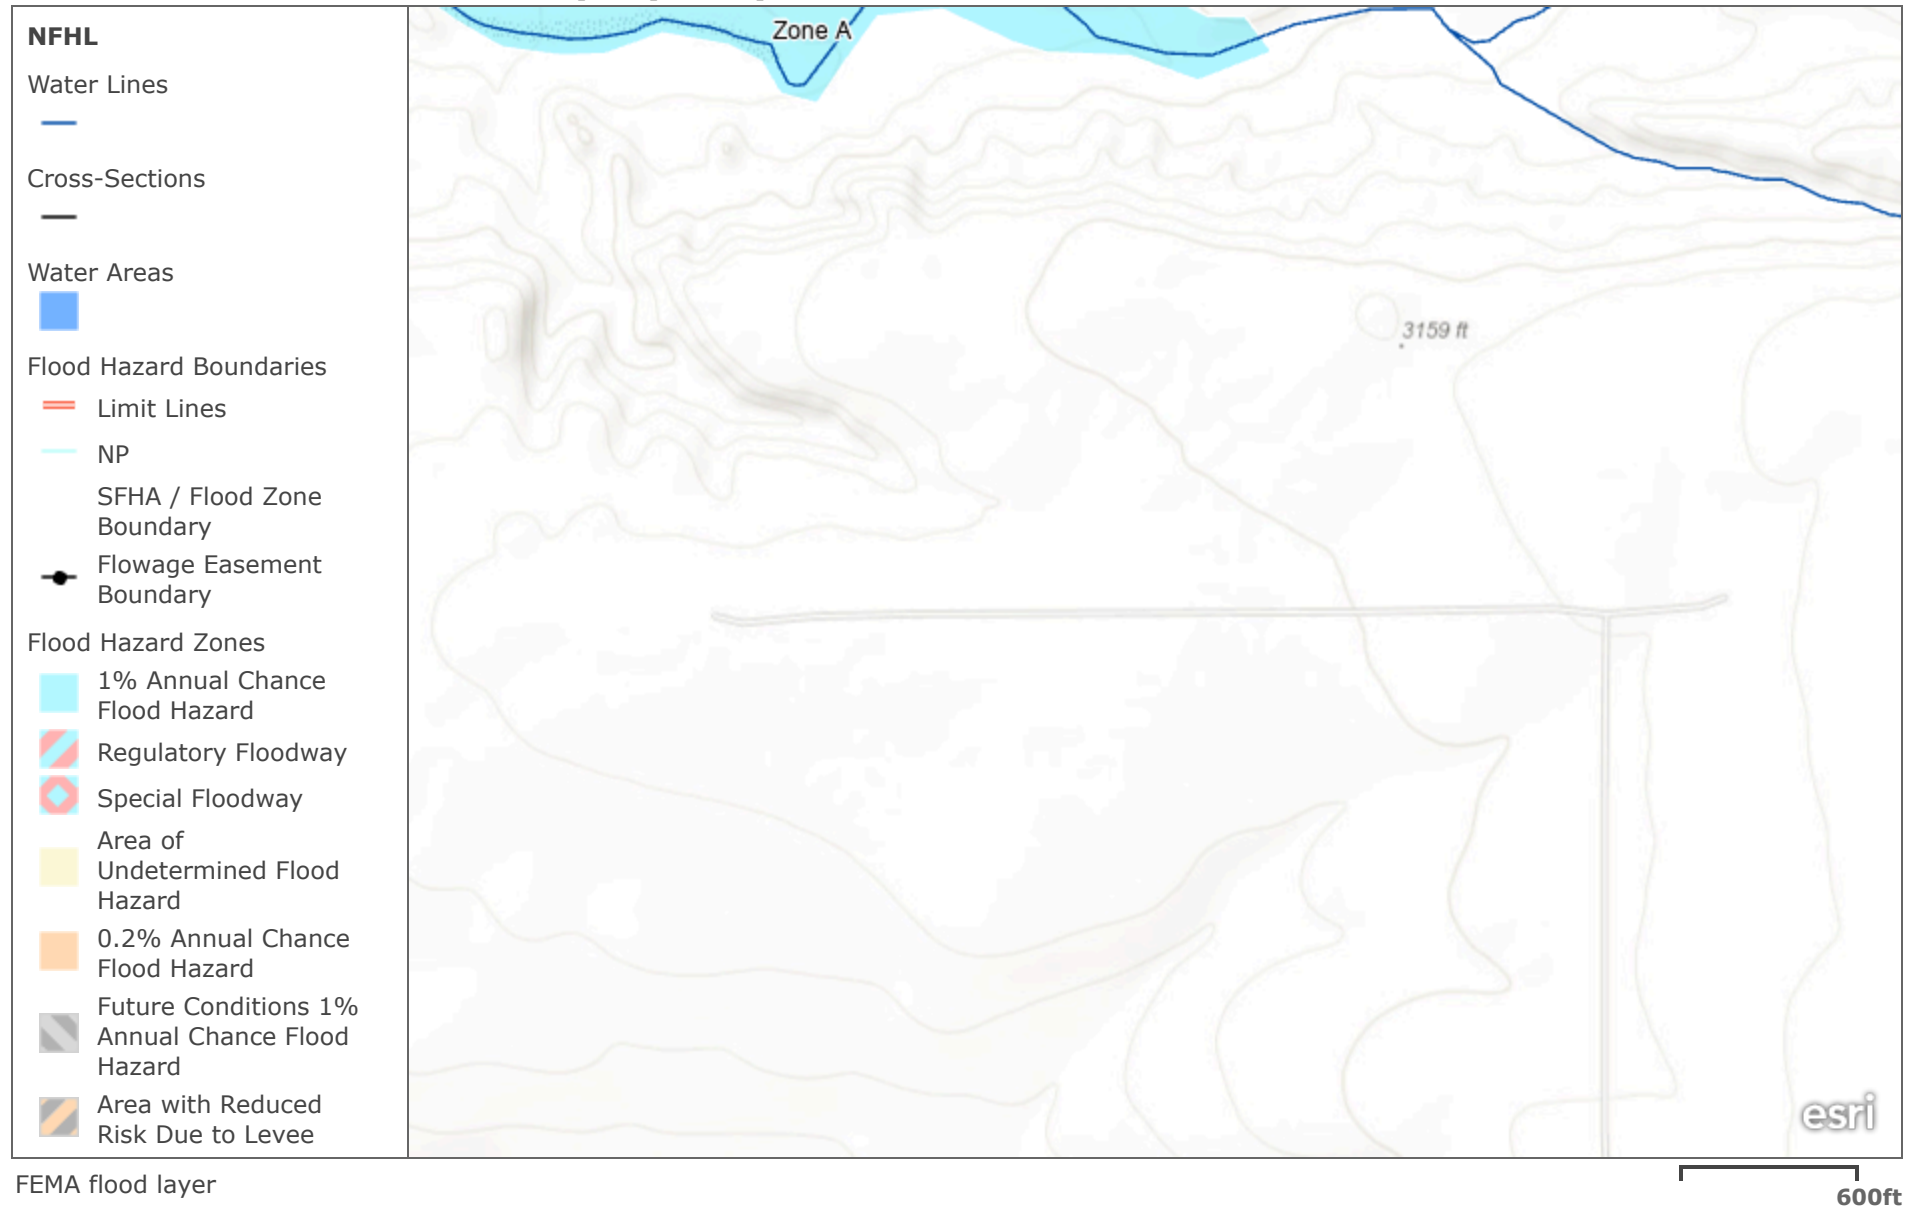 NFHL
Water Lines
Cross-Sections
Water Areas
Flood Hazard Boundaries
Limit Lines
NP
SFHA / Flood Zone
Boundary
Flowage Easement
Boundary
Flood Hazard Zones
1% Annual Chance
Flood Hazard
Regulatory Floodway
Special Floodway
Area of
Undetermined Flood
Hazard
0.2% Annual Chance
Flood Hazard
Future Conditions 1%
Annual Chance Flood
Hazard
Area with Reduced
Risk Due to Levee
Zone A
3159 ft
esri
FEMA flood layer
600ft